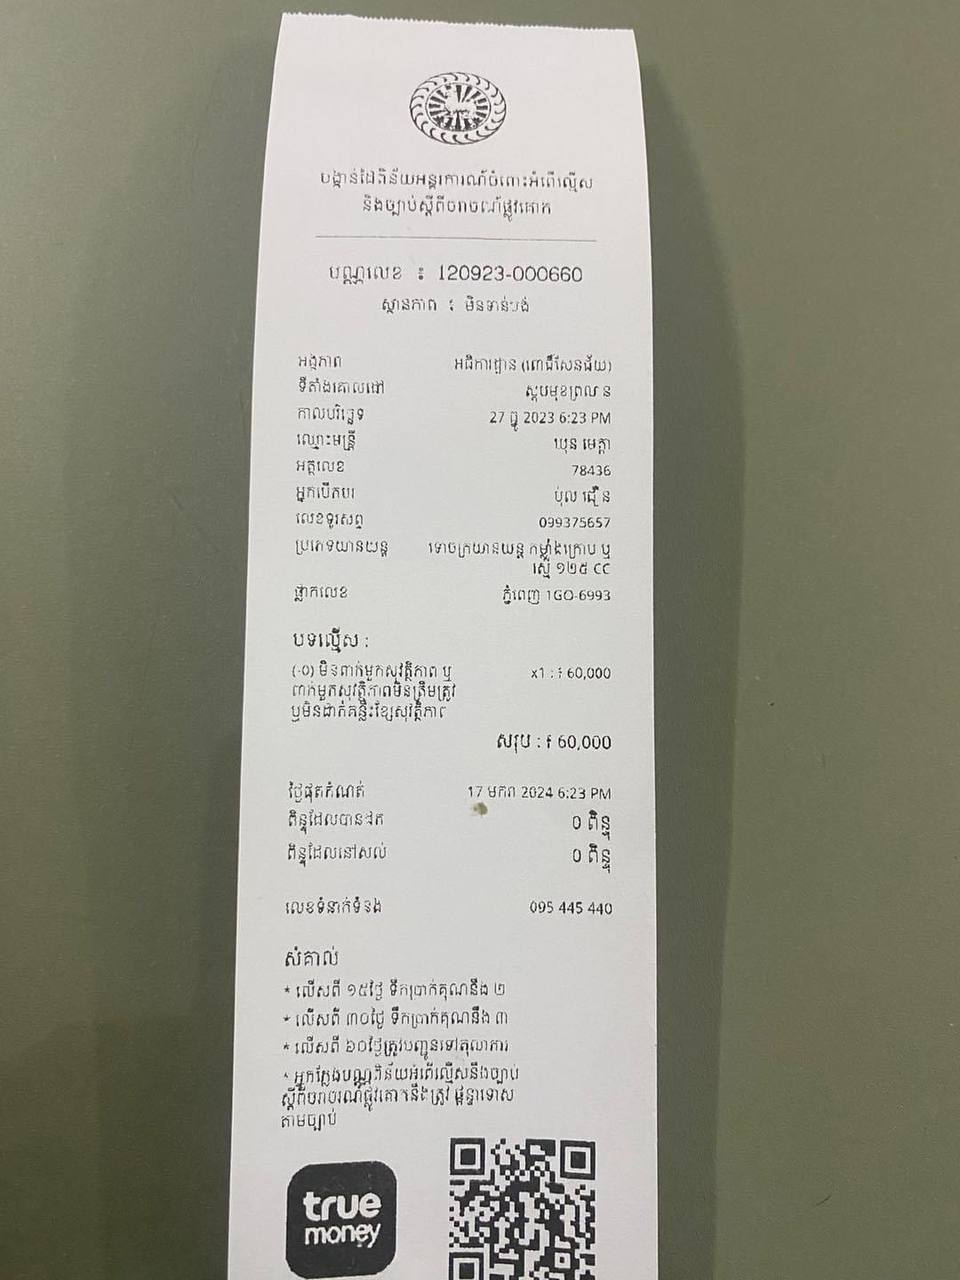 បង្កាន់ដៃពិន័យអន្តរការណ៍ចំពោះអំពើល្មើស
និងច្បាប់ស្តីពីចរាចរណ៍ផ្លូវគោក
បណ្ណលេខ ៖ 120923-000660
ស្ថានភាព ៖ មិនទាន់បង់
អង្គភាព អធិការដ្ឋាន (ពោធិ៍សែនជ័យ)
ទីតាំងគោលដៅ ស្តុបមុខព្រលាន
កាលបរិច្ឆេទ 27 ធ្នូ 2023 6:23 PM
ឈ្មោះមន្ត្រី ឃុន មេត្តា
អត្តលេខ 78436
អ្នកបើកបរ ប៉ុល
លេខទូរសព្ទ 099375657
ប្រភេទយានយន្ត ទោចក្រយានយន្ត កម្លាំងក្រោម ឬ
ស្មើ ១២៥ CC
ផ្លាកលេខ ភ្នំពេញ 1GO-6993
បទល្មើស :
មិនពាក់មួកសុវត្ថិភាព ឬ x1 : ៛ 60,000
ពាក់មួកសុវត្ថិភាពមិនត្រឹមត្រូវ
ឬមិនដាក់គន្លឹះខ្សែសុវត្ថិភាព
សរុប : ៛ 60,000
ថ្ងៃផុតកំណត់ 17 មករា 2024 6:23 PM
ពិន្ទុដែលបានដក 0 ពិន្ទុ
ពិន្ទុដែលនៅសល់ 0 ពិន្ទុ
លេខទំនាក់ទំនង 095 445 440
សំគាល់
* លើសពី ១៥ថ្ងៃ ទឹកប្រាក់គុណនឹង ២
* លើសពី ៣០ថ្ងៃ ទឹកប្រាក់គុណនឹង ៣
* លើសពី ៦០ថ្ងៃត្រូវបញ្ជូនទៅតុលាការ
* អ្នកក្លែងបណ្ណពិន័យអំពើល្មើសនឹងច្បាប់
ស្តីពីចរាចរណ៍ផ្លូវគោកនឹងត្រូវ ផ្តន្ទាទោស
តាមច្បាប់
true
money